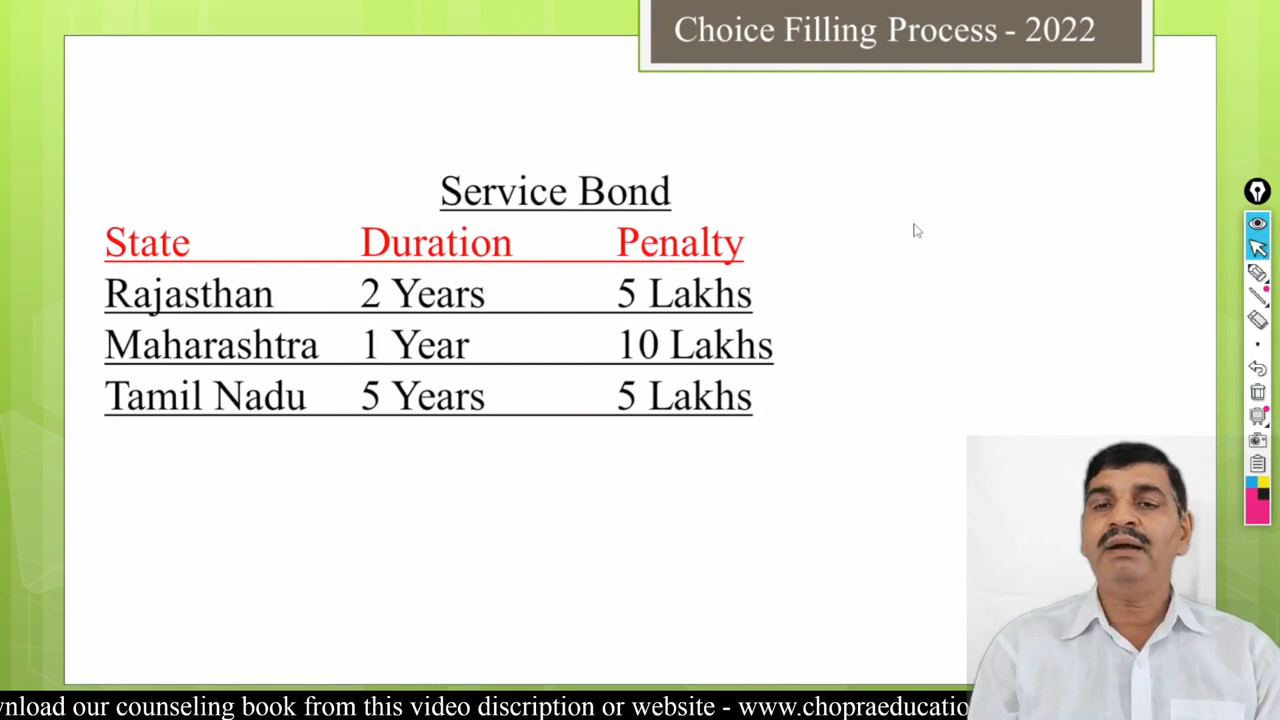 Choice Filling Process - 2022
Service Bond
State Duration Penalty
Rajasthan 2 Years 5 Lakhs
Maharashtra 1 Year 10 Lakhs
Tamil Nadu 5 Years 5 Lakhs
wnload our counseling book from this video discription or website - www.chopraeducatio